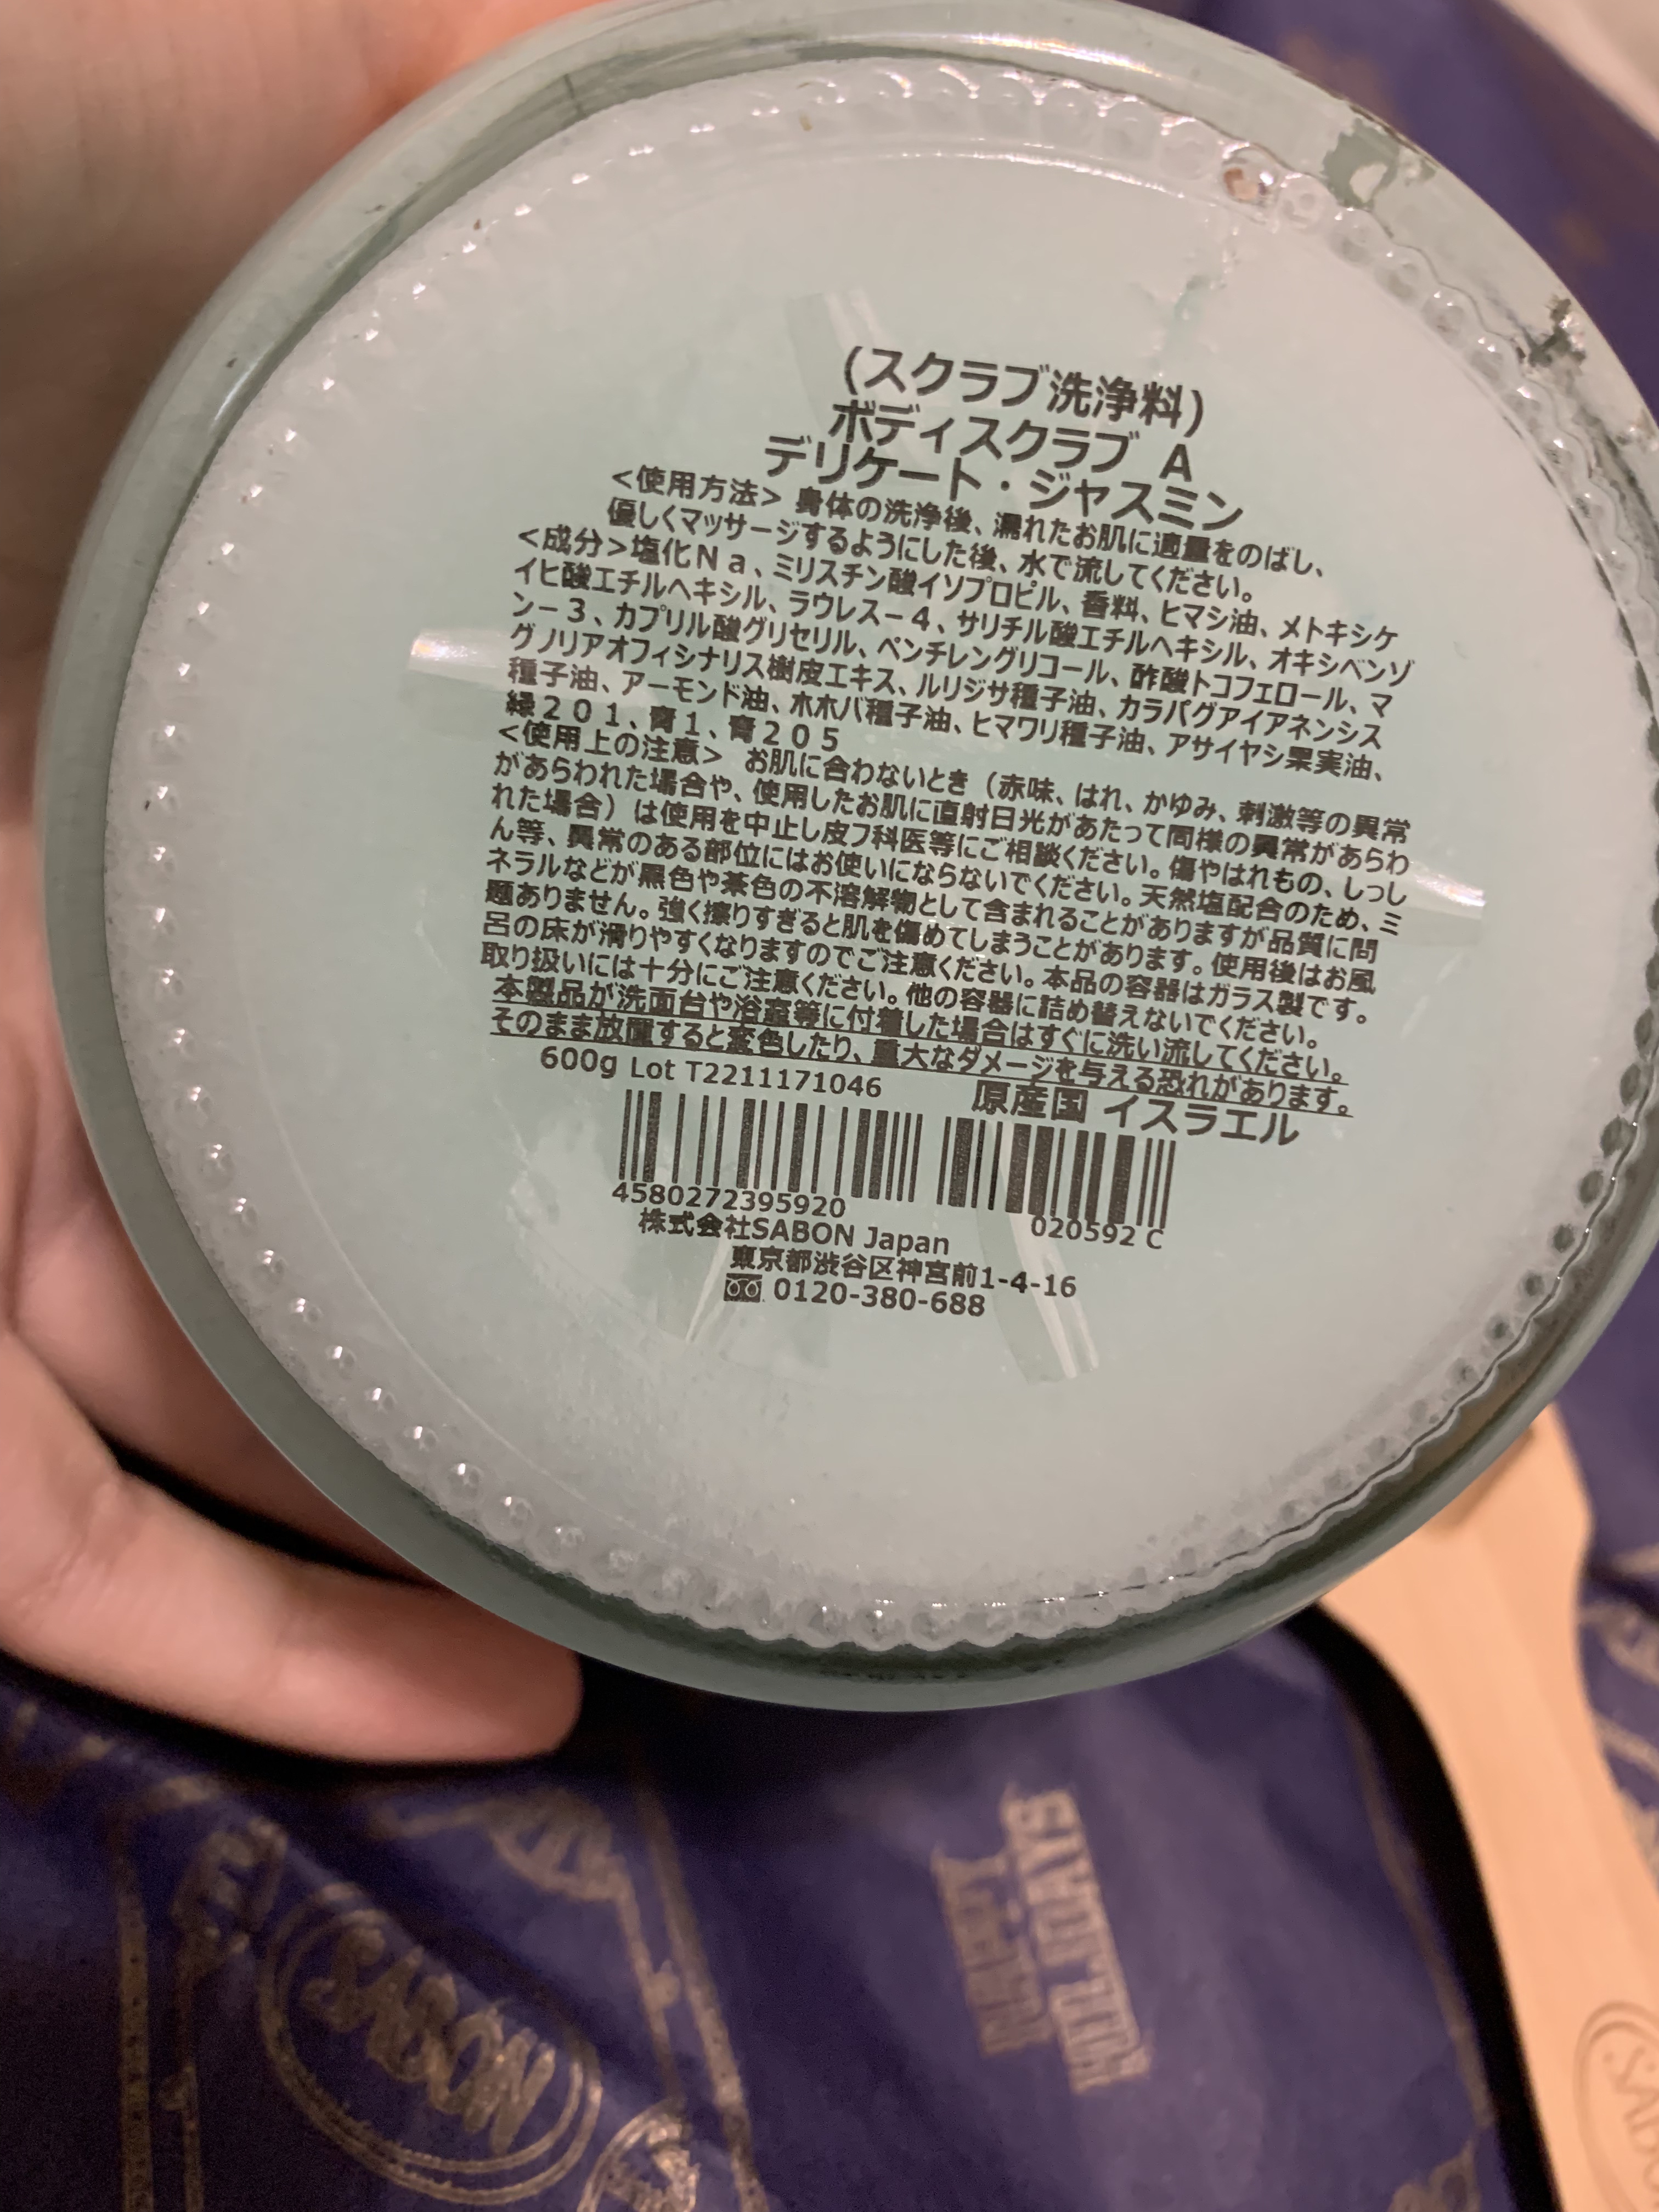 (スクラブ洗浄料)
ボディスクラブ A
デリケート・ジャスミン
<使用方法> 身体の洗浄後、濡れたお肌に適量をのばし、
優しくマッサージするようにした後、水で流してください。
<成分>塩化Ｎａ、ミリスチン酸イソプロピル、香料、ヒマシ油、メトキシケ
イヒ酸エチルヘキシル、ラウレス－４、サリチル酸エチルヘキシル、オキシベンゾ
ン－３、カプリル酸グリセリル、ペンチレングリコール、酢酸トコフェロール、マ
グノリアオフィシナリス樹皮エキス、ルリジサ種子油、カラパグアイアネンシス
種子油、アーモンド油、ホホバ種子油、ヒマワリ種子油、アサイヤシ果実油、
緑２０１、青１、青２０５
<使用上の注意> お肌に合わないとき（赤味、はれ、かゆみ、刺激等の異常
があらわれた場合や、使用したお肌に直射日光があたって同様の異常があらわ
れた場合）は使用を中止し皮フ科医等にご相談ください。傷やはれもの、しっし
ん等、異常のある部位にはお使いにならないでください。天然塩配合のため、ミ
ネラルなどが黒色や茶色の不溶解物として含まれることがありますが品質に問
題ありません。強く擦りすぎると肌を傷めてしまうことがあります。使用後はお風
呂の床が滑りやすくなりますのでご注意ください。本品の容器はガラス製です。
取り扱いには十分にご注意ください。他の容器に詰め替えないでください。
本製品が洗面台や浴室等に付着した場合はすぐに洗い流してください。
そのまま放置すると変色したり、重大なダメージを与える恐れがあります。
600g Lot T2211171046 原産国 イスラエル
4580272395920 020592 C
株式会社SABON Japan
東京都渋谷区神宮前1-4-16
0120-380-688
HAPPY
HOLIDAYS
SABON
SABO